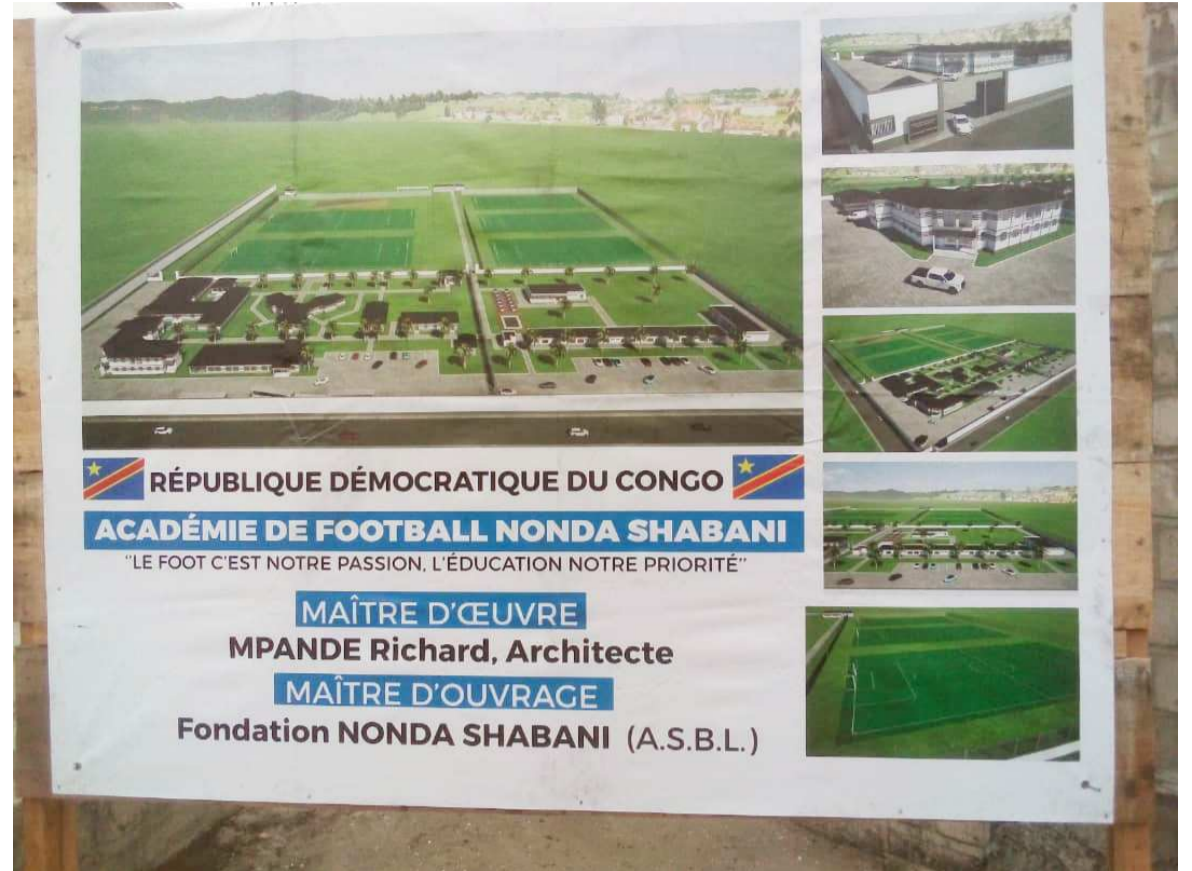 RÉPUBLIQUE DÉMOCRATIQUE DU CONGO
ACADÉMIE DE FOOTBALL NONDA SHABANI
"LE FOOT C'EST NOTRE PASSION, L'ÉDUCATION NOTRE PRIORITÉ"
MAÎTRE D'ŒUVRE
MPANDE Richard, Architecte
MAÎTRE D'OUVRAGE
Fondation NONDA SHABANI (A.S.B.L.)